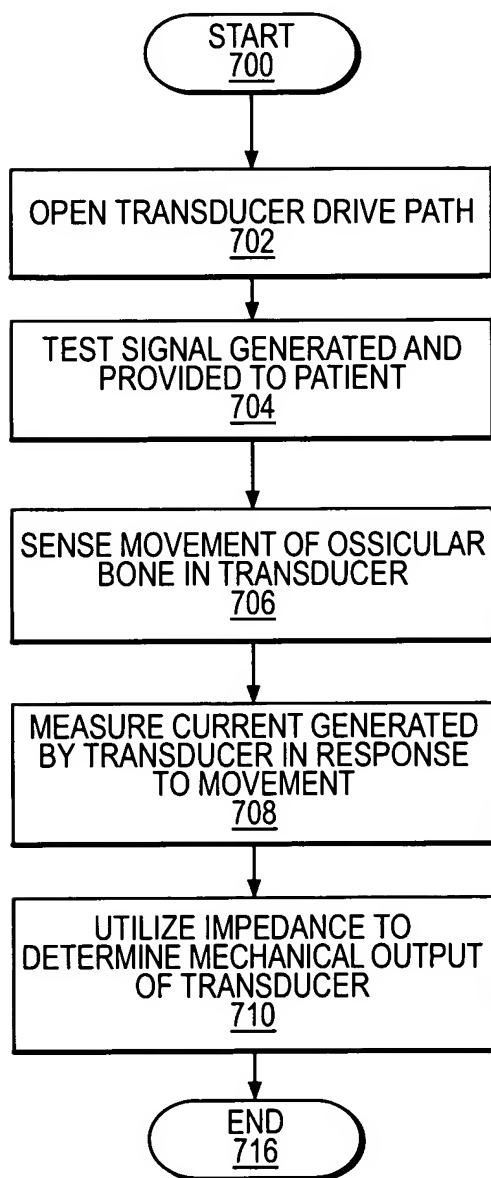 START
700
OPEN TRANSDUCER DRIVE PATH
702
TEST SIGNAL GENERATED AND
PROVIDED TO PATIENT
704
SENSE MOVEMENT OF OSSICULAR
BONE IN TRANSDUCER
706
MEASURE CURRENT GENERATED
BY TRANSDUCER IN RESPONSE
TO MOVEMENT
708
UTILIZE IMPEDANCE TO
DETERMINE MECHANICAL OUTPUT
OF TRANSDUCER
710
END
716